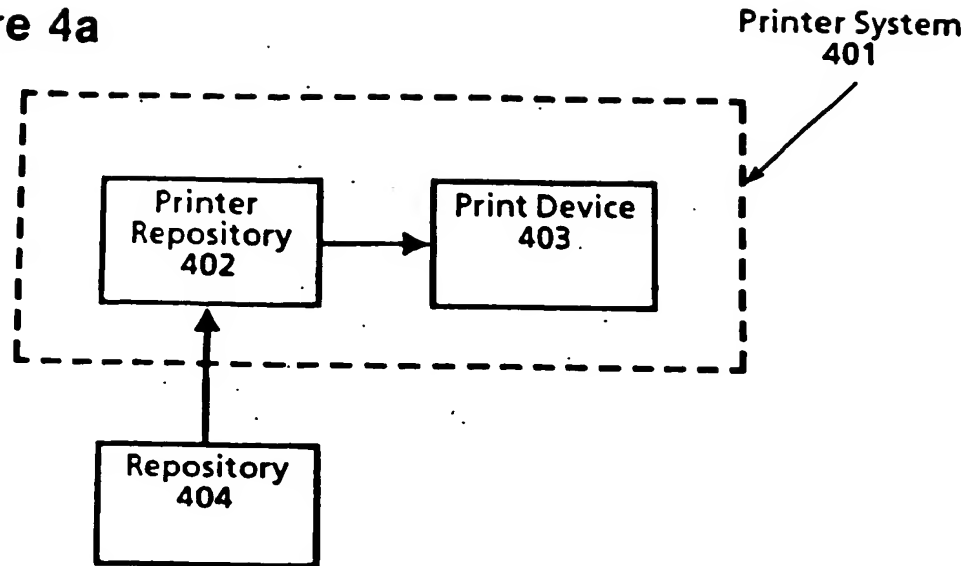 re 4a
Printer System
401
Printer
Repository
402
Print Device
403
Repository
404